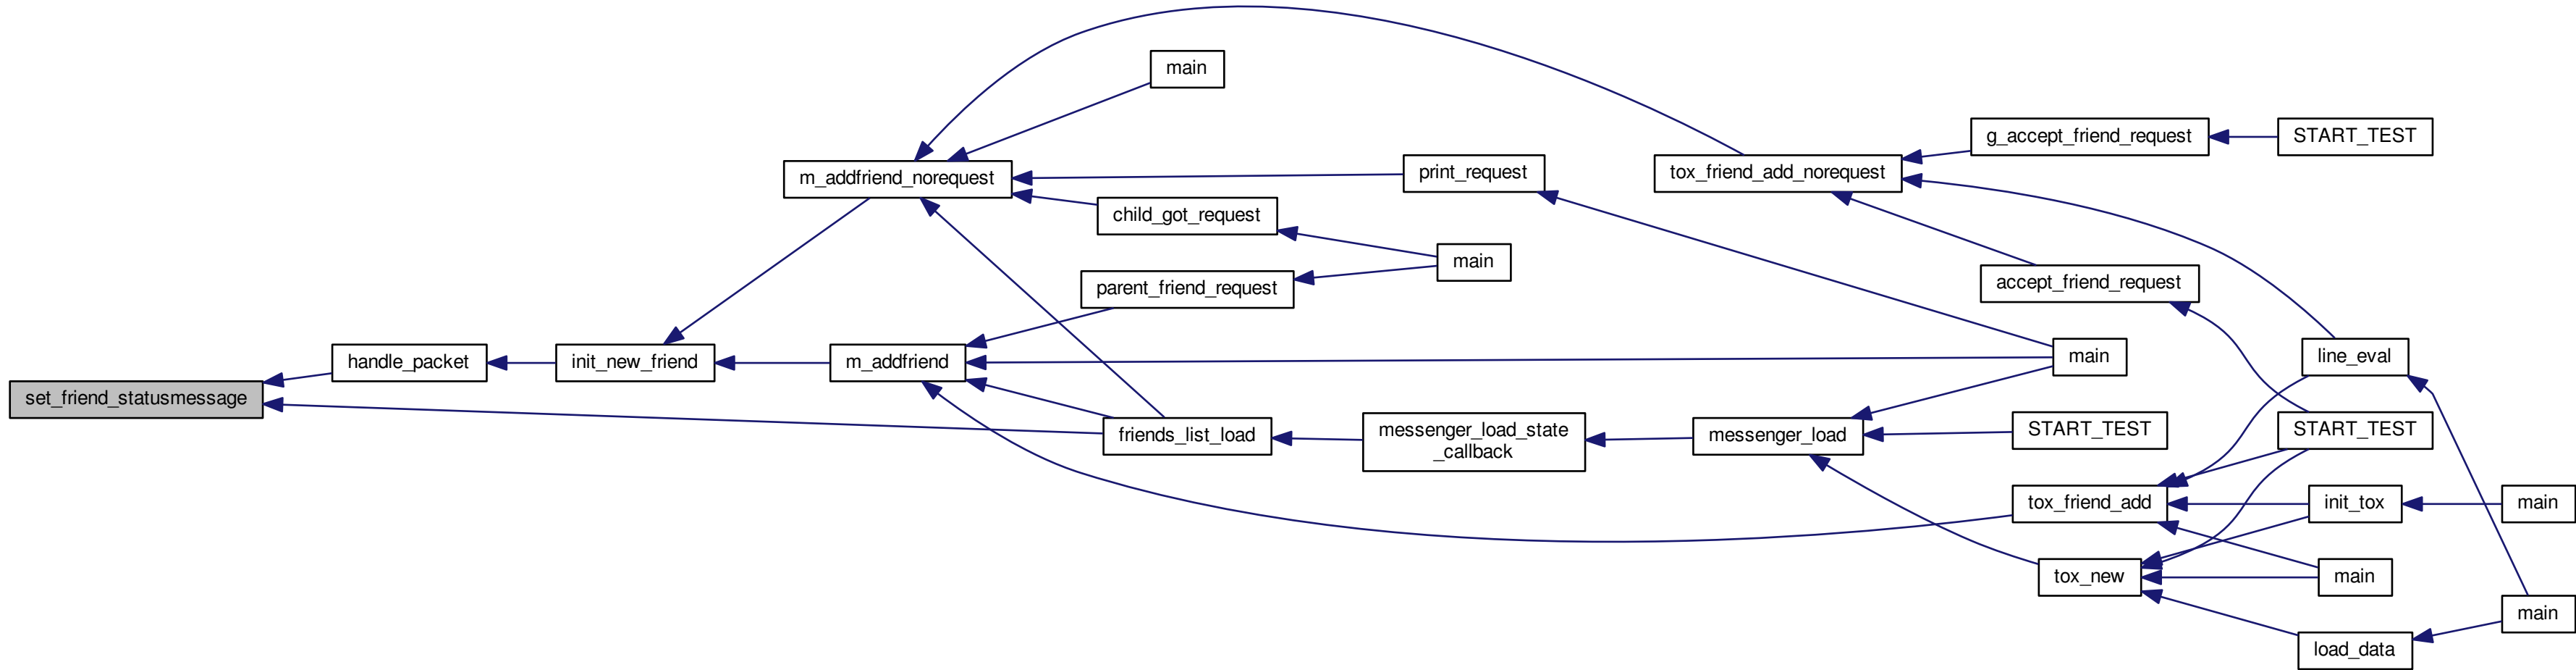 main
g_accept_friend_request
START_TEST
m_addfriend_norequest
print_request
tox_friend_add_norequest
child_got_request
main
parent_friend_request
accept_friend_request
handle_packet
init_new_friend
m_addfriend
main
line_eval
set_friend_statusmessage
friends_list_load
messenger_load_state
_callback
messenger_load
START_TEST
START_TEST
tox_friend_add
init_tox
main
tox_new
main
main
load_data